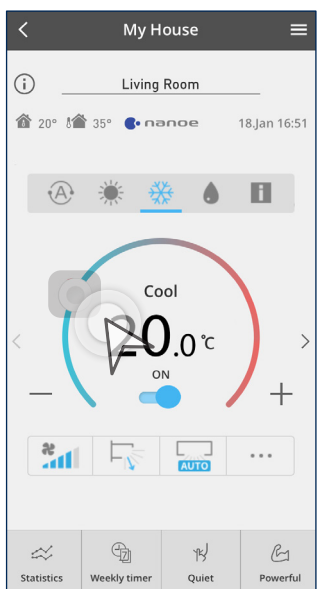 My House
Living Room
20° 35° nanoe 18.Jan 16:51
A i
Cool
20.0 °C
ON
AUTO
Statistics Weekly timer Quiet Powerful